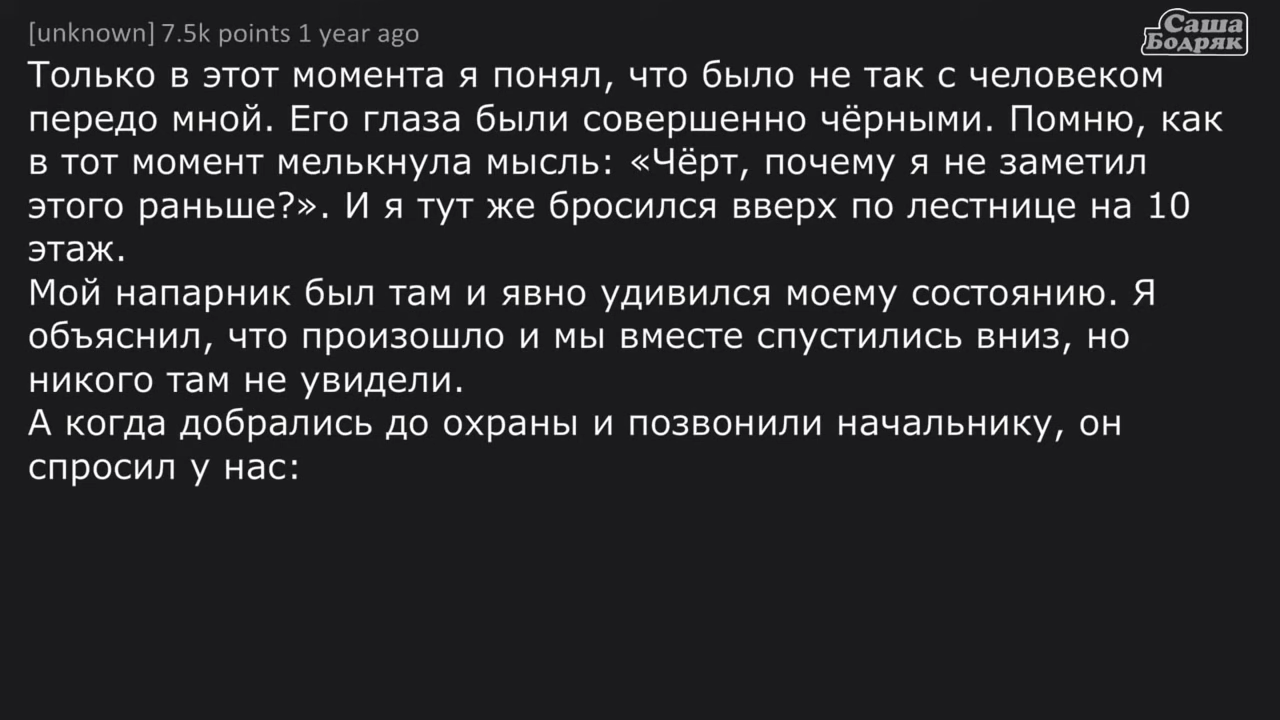 [unknown] 7.5k points 1 year ago
Саша
Бодряк
Только в этот момента я понял, что было не так с человеком
передо мной. Его глаза были совершенно чёрными. Помню, как
в тот момент мелькнула мысль: «Чёрт, почему я не заметил
этого раньше?». И я тут же бросился вверх по лестнице на 10
этаж.
Мой напарник был там и явно удивился моему состоянию. Я
объяснил, что произошло и мы вместе спустились вниз, но
никого там не увидели.
А когда добрались до охраны и позвонили начальнику, он
спросил у нас: